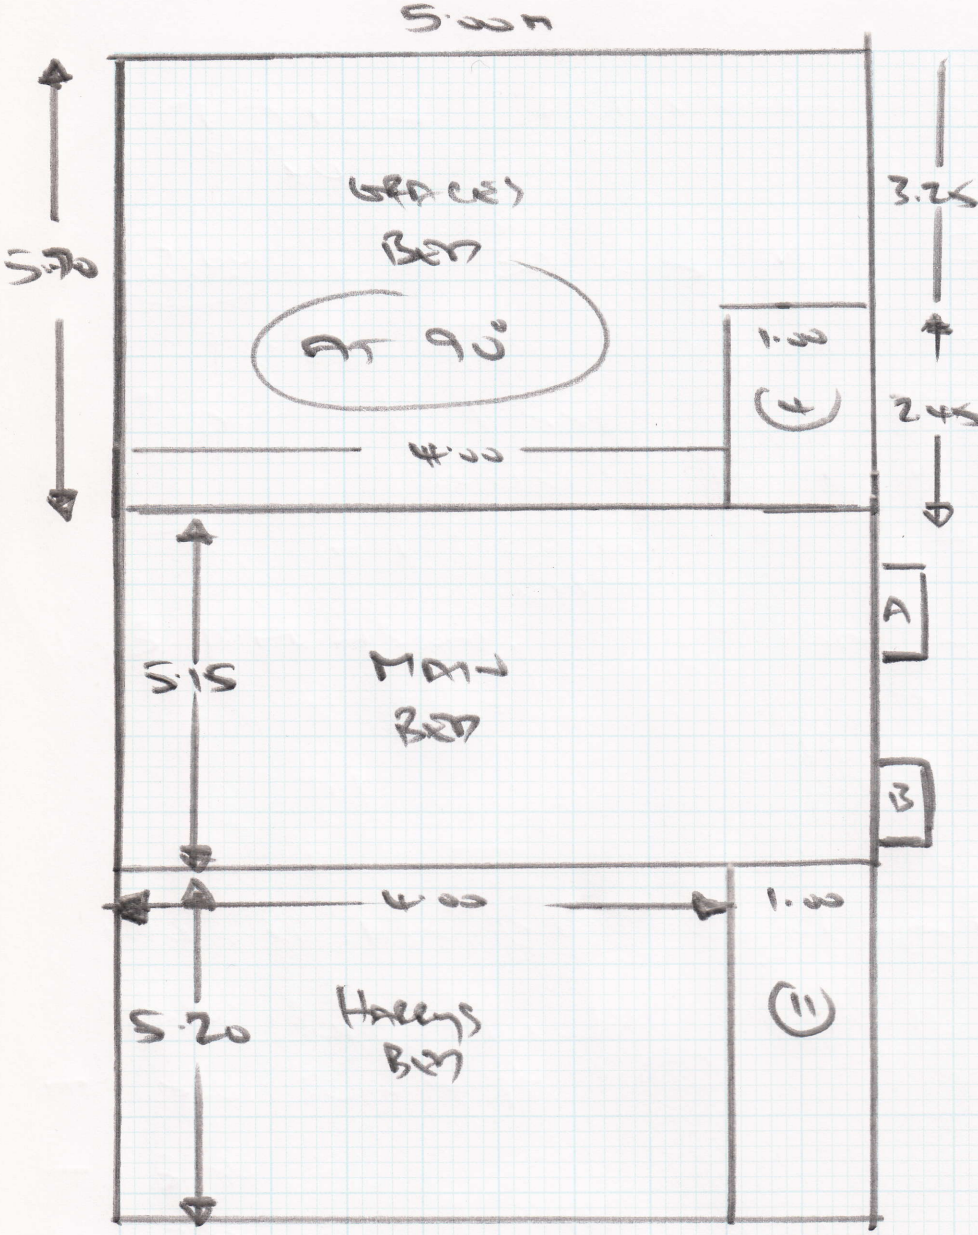 5.00m
3.25
GRACES
BED
5.70
AT 90°
1.00
(4)
2.45
4.00
A
5.15
MAIN
BED
B
4.00
1.00
(11)
5.20
HARRYS
BED